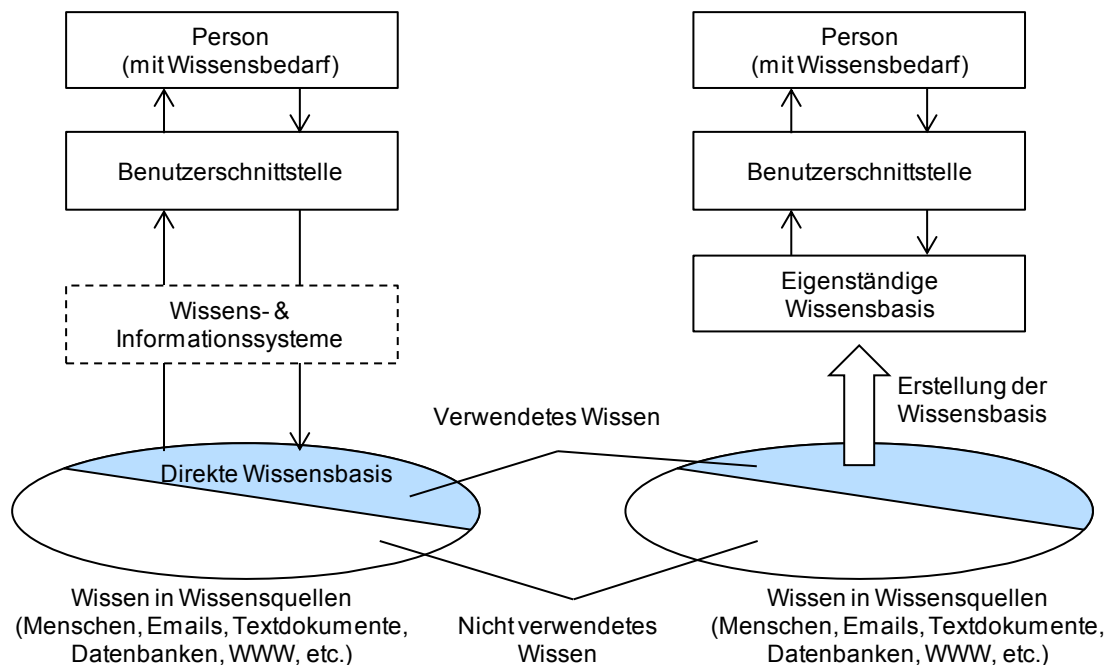 Person
(mit Wissensbedarf)
Benutzerschnittstelle
Wissens- &
Informationssysteme
Direkte Wissensbasis
Wissen in Wissensquellen
(Menschen, Emails, Textdokumente,
Datenbanken, WWW, etc.)
Verwendetes Wissen
Nicht verwendetes
Wissen
Person
(mit Wissensbedarf)
Benutzerschnittstelle
Eigenständige
Wissensbasis
Erstellung der
Wissensbasis
Wissen in Wissensquellen
(Menschen, Emails, Textdokumente,
Datenbanken, WWW, etc.)